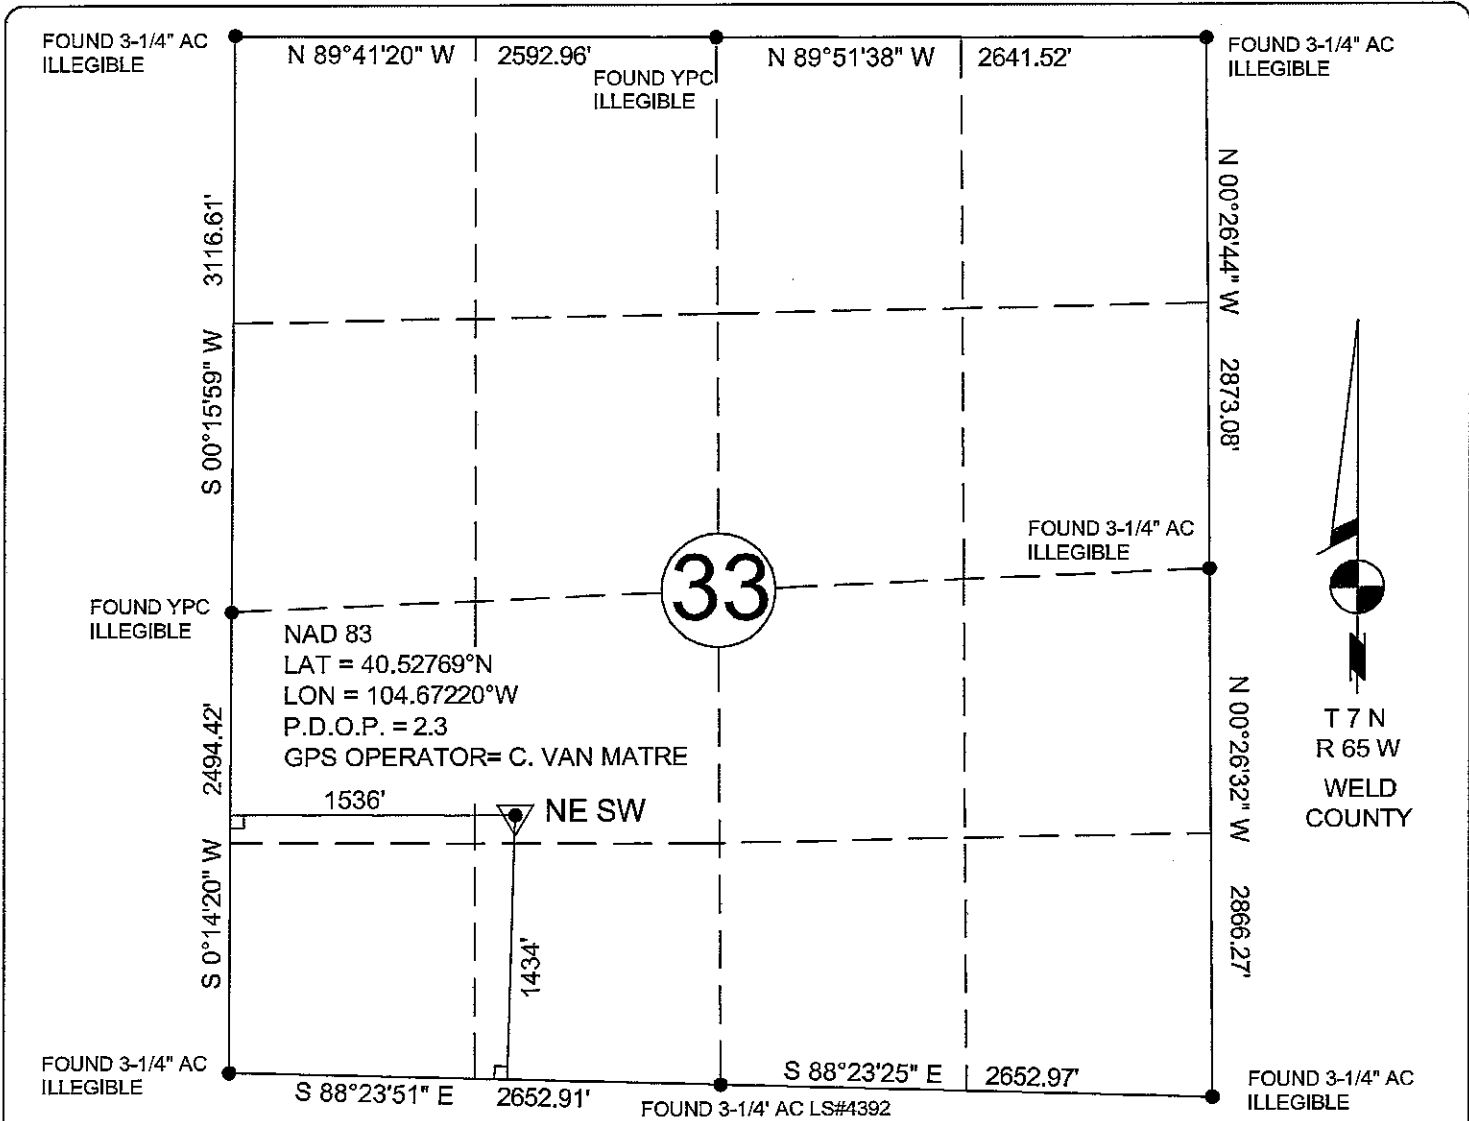 FOUND 3-1/4" AC
ILLEGIBLE
N 89°41'20" W 2592.96'
FOUND YPC
ILLEGIBLE
N 89°51'38" W 2641.52'
FOUND 3-1/4" AC
ILLEGIBLE
S 00°15'59" W 3116.61'
N 00°26'44" W 2873.08'
FOUND 3-1/4" AC
ILLEGIBLE
33
FOUND YPC
ILLEGIBLE
NAD 83
LAT = 40.52769°N
LON = 104.67220°W
P.D.O.P. = 2.3
GPS OPERATOR= C. VAN MATRE
1536'
NE SW
1434'
S 0°14'20" W 2494.42'
N 00°26'32" W 2866.27'
T 7 N
R 65 W
WELD
COUNTY
N
FOUND 3-1/4" AC
ILLEGIBLE
S 88°23'51" E 2652.91'
FOUND 3-1/4' AC LS#4392
S 88°23'25" E 2652.97'
FOUND 3-1/4" AC
ILLEGIBLE